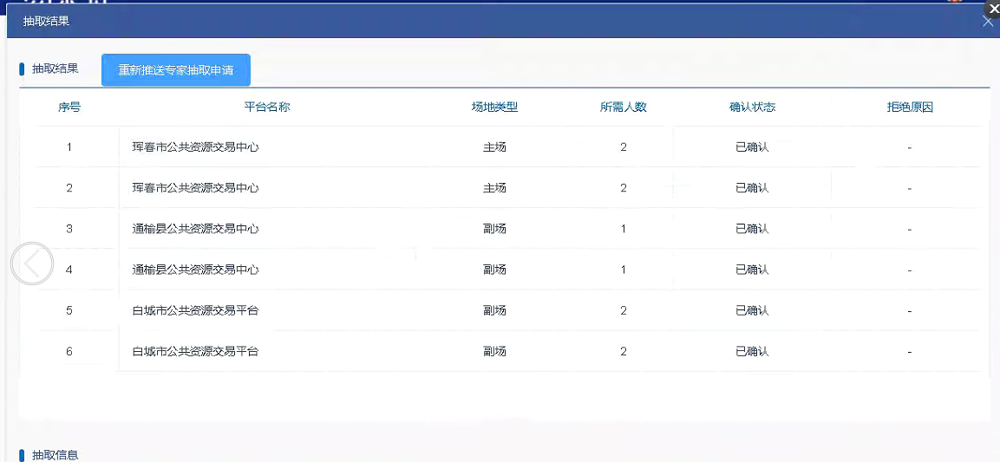 抽取结果
抽取结果 重新推送专家抽取申请
序号 平台名称 场地类型 所需人数 确认状态 拒绝原因
1 珲春市公共资源交易中心 主场 2 已确认 -
2 珲春市公共资源交易中心 主场 2 已确认 -
3 通榆县公共资源交易中心 副场 1 已确认 -
4 通榆县公共资源交易中心 副场 1 已确认 -
5 白城市公共资源交易平台 副场 2 已确认 -
6 白城市公共资源交易平台 副场 2 已确认 -
抽取信息